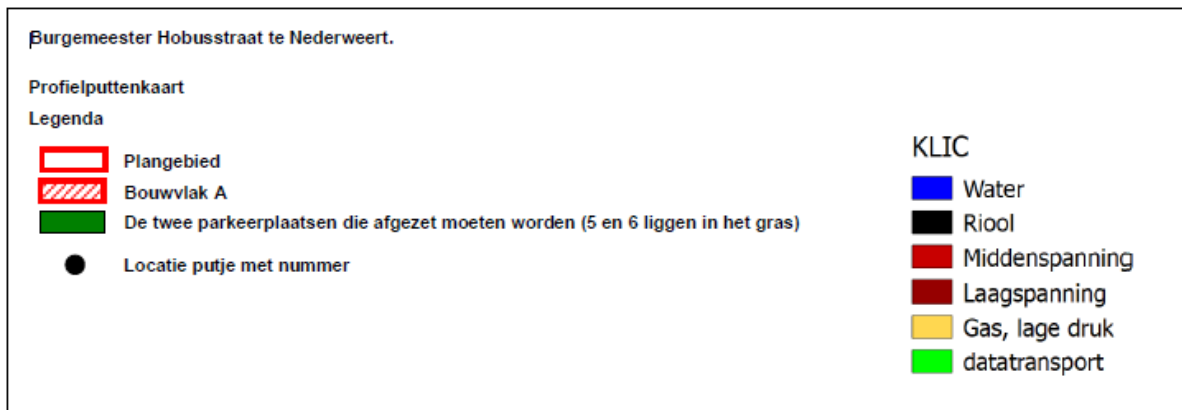 Burgemeester Hobusstraat te Nederweert.
Profielputtenkaart
Legenda
Plangebied
Bouwvlak A
De twee parkeerplaatsen die afgezet moeten worden (5 en 6 liggen in het gras)
Locatie putje met nummer
KLIC
Water
Riool
Middenspanning
Laagspanning
Gas, lage druk
datatransport